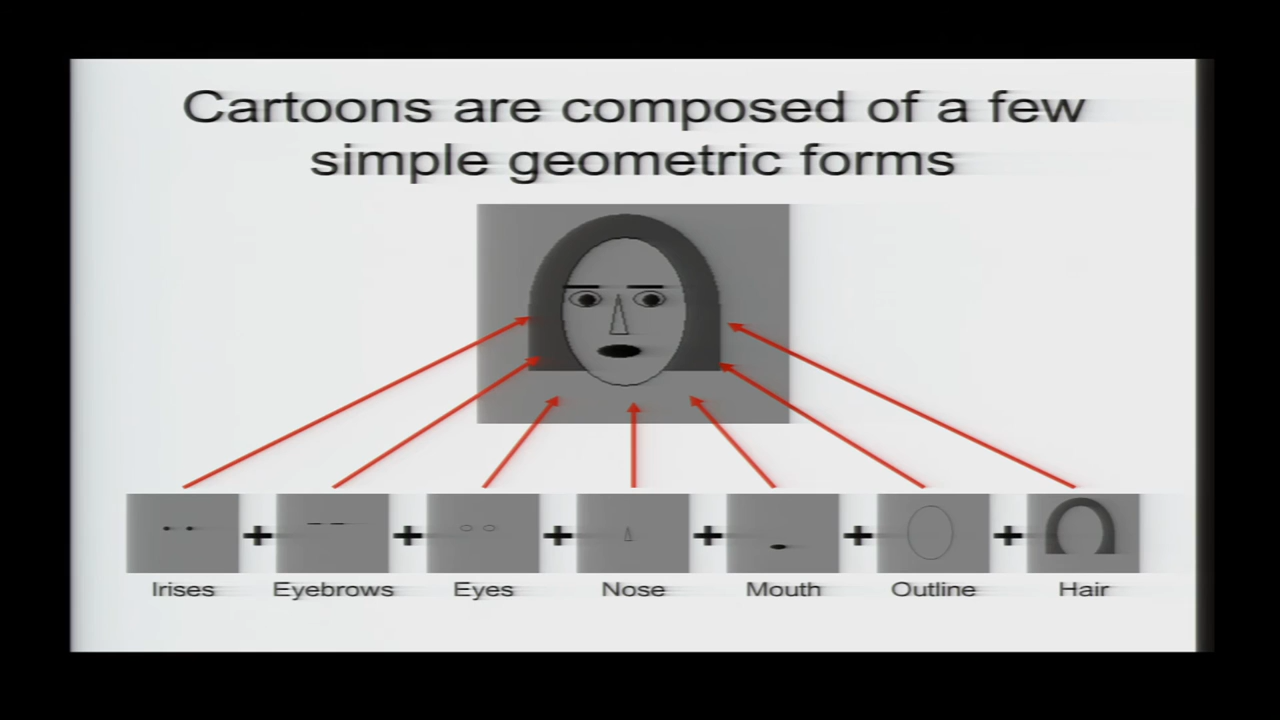 Cartoons are composed of a few
simple geometric forms
+ + + + + +
Irises Eyebrows Eyes Nose Mouth Outline Hair